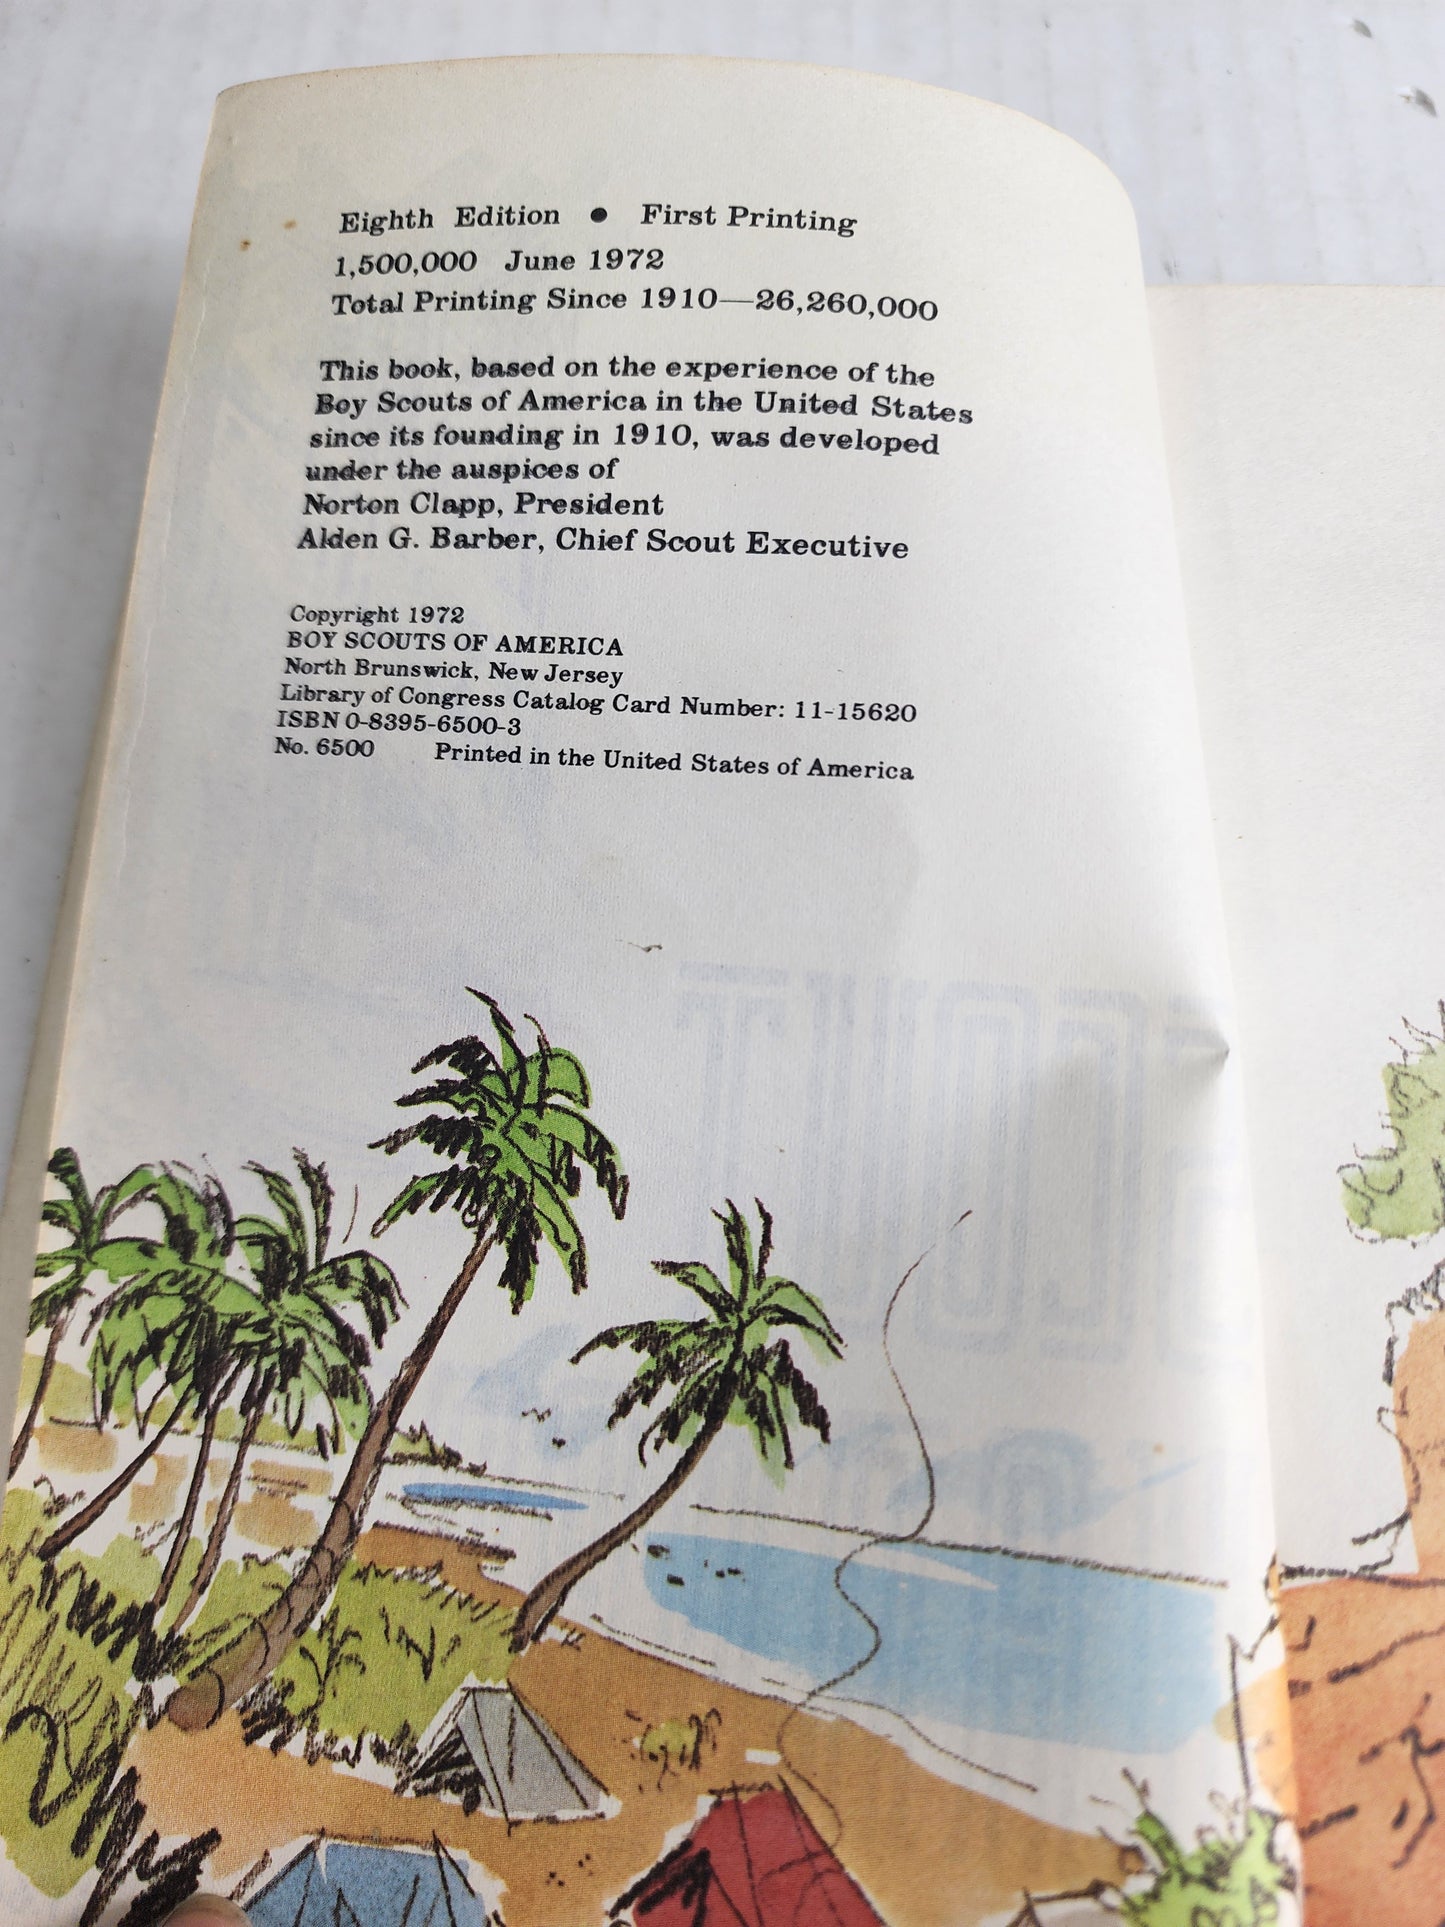 Eighth Edition ● First Printing
1,500,000 June 1972
Total Printing Since 1910—26,260,000
This book, based on the experience of the
Boy Scouts of America in the United States
since its founding in 1910, was developed
under the auspices of
Norton Clapp, President
Alden G. Barber, Chief Scout Executive
Copyright 1972
BOY SCOUTS OF AMERICA
North Brunswick, New Jersey
Library of Congress Catalog Card Number: 11-15620
ISBN 0-8395-6500-3
No. 6500 Printed in the United States of America